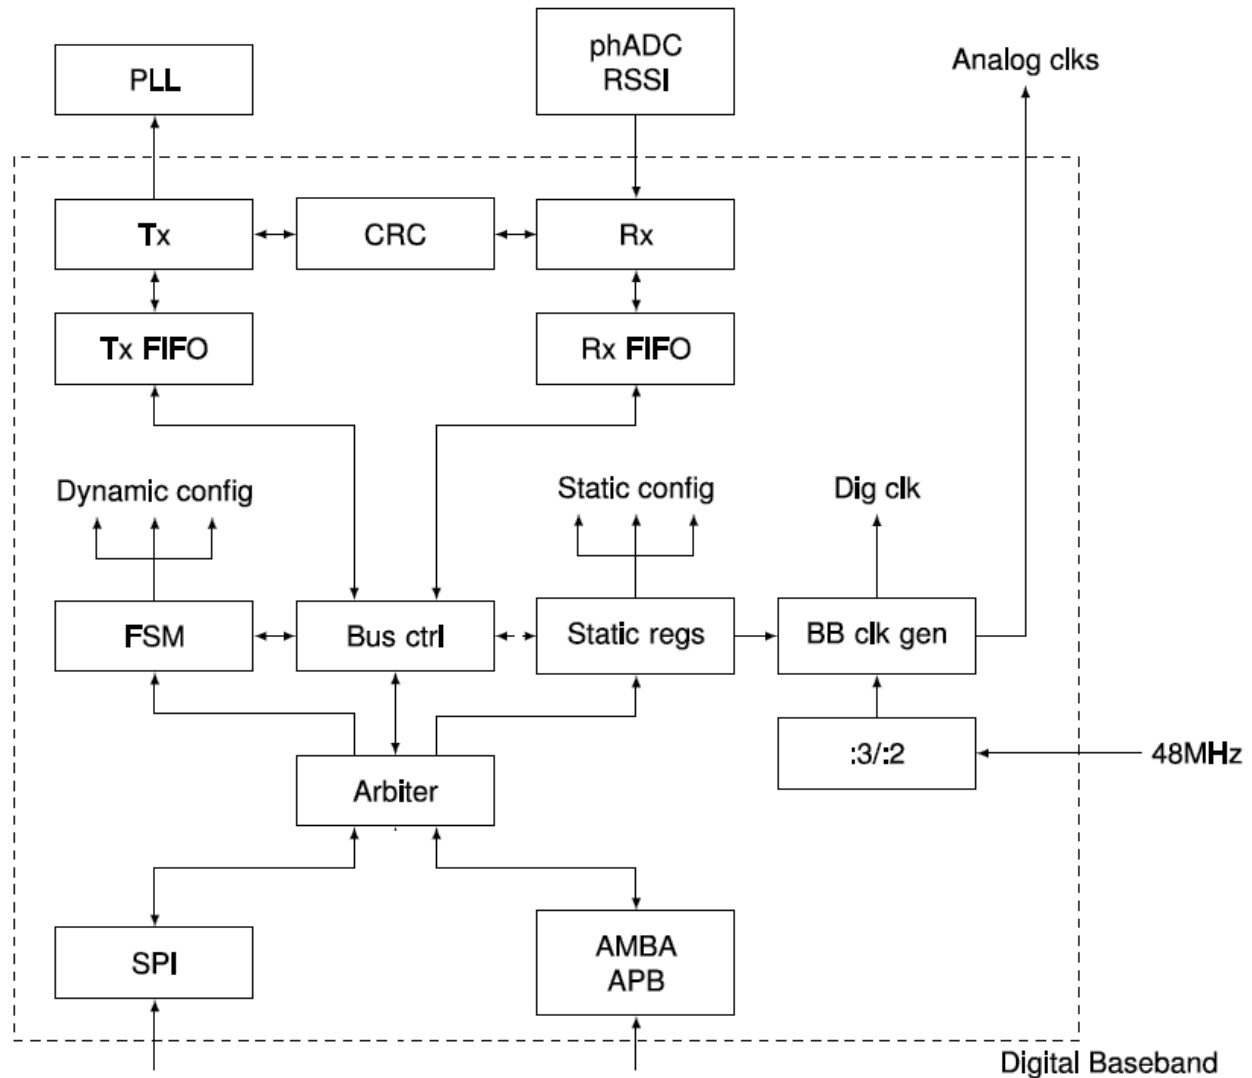 PLL
phADC
RSSI
Analog clks
Tx
CRC
Rx
Tx FIFO
Rx FIFO
Dynamic config
Static config
Dig clk
FSM
Bus ctrl
Static regs
BB clk gen
:3/:2
48MHz
Arbiter
SPI
AMBA
APB
Digital Baseband